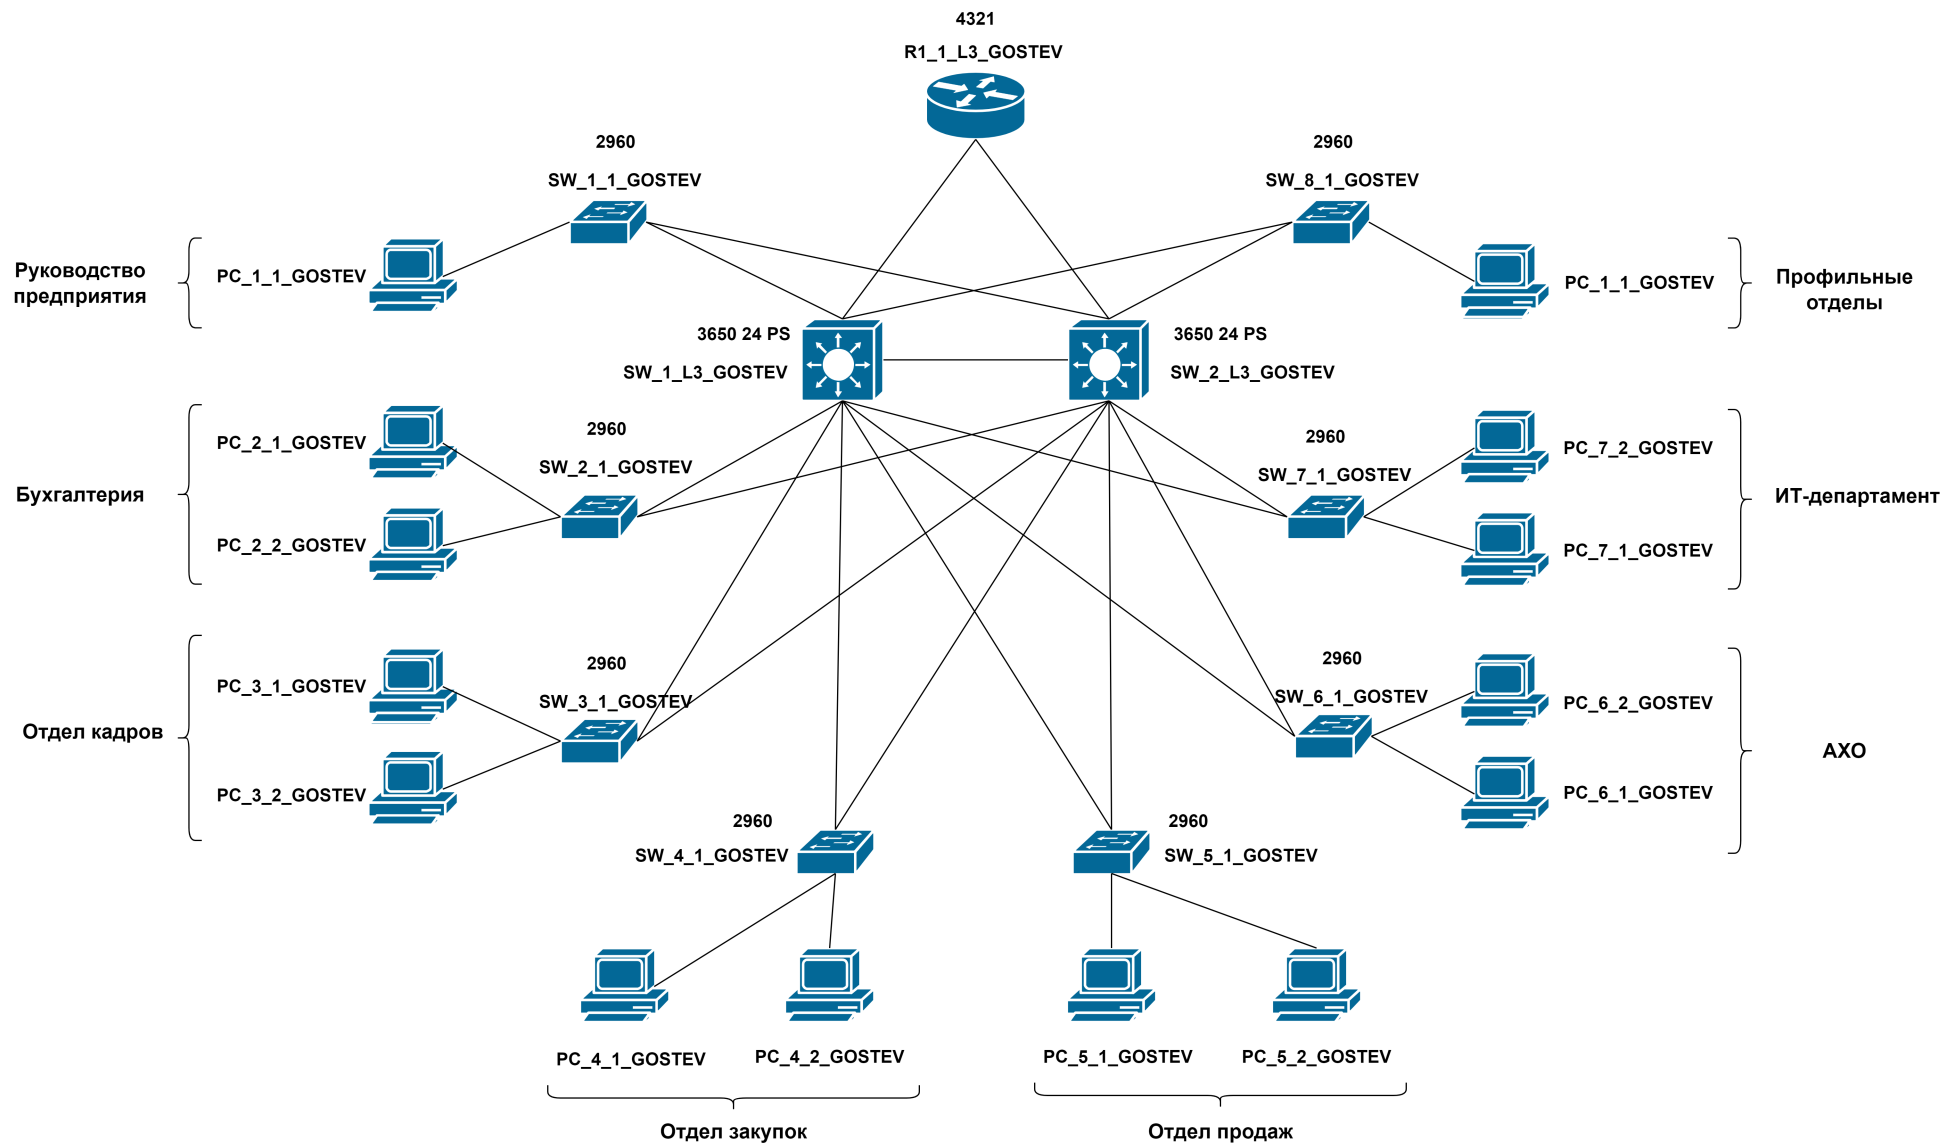 4321
R1_1_L3_GOSTEV
2960
SW_1_1_GOSTEV
2960
SW_8_1_GOSTEV
Руководство
предприятия
PC_1_1_GOSTEV
PC_1_1_GOSTEV
Профильные
отделы
3650 24 PS
SW_1_L3_GOSTEV
3650 24 PS
SW_2_L3_GOSTEV
Бухгалтерия
PC_2_1_GOSTEV
PC_2_2_GOSTEV
2960
SW_2_1_GOSTEV
2960
SW_7_1_GOSTEV
PC_7_2_GOSTEV
PC_7_1_GOSTEV
ИТ-департамент
Отдел кадров
PC_3_1_GOSTEV
PC_3_2_GOSTEV
2960
SW_3_1_GOSTEV
2960
SW_6_1_GOSTEV
PC_6_2_GOSTEV
PC_6_1_GOSTEV
АХО
2960
SW_4_1_GOSTEV
2960
SW_5_1_GOSTEV
PC_4_1_GOSTEV
PC_4_2_GOSTEV
PC_5_1_GOSTEV
PC_5_2_GOSTEV
Отдел закупок
Отдел продаж